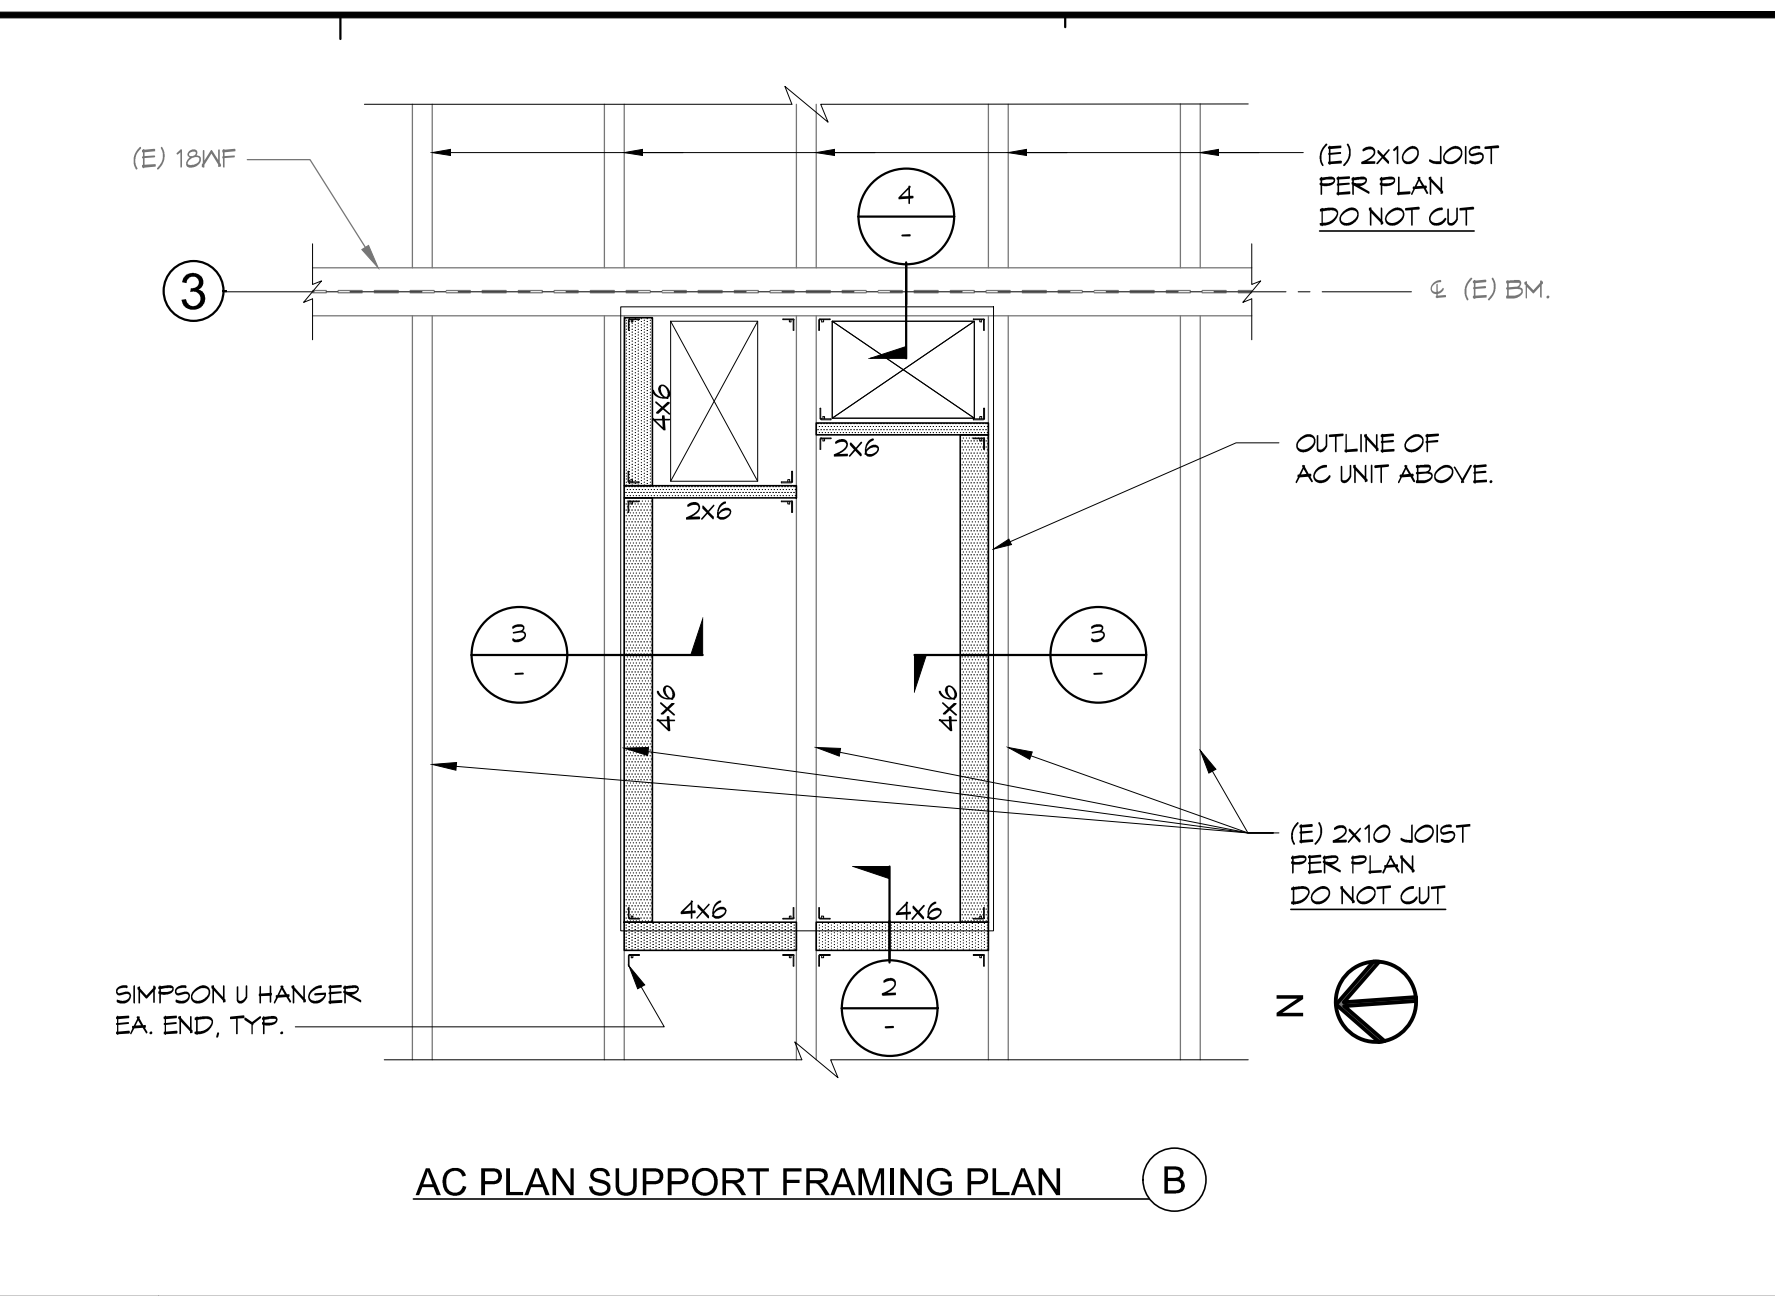 (E) 18WF
(E) 2x10 JOIST
PER PLAN
DO NOT CUT
4
-
3
℄ (E) BM.
4x6
2x6
2x6
OUTLINE OF
AC UNIT ABOVE.
3
-
3
-
4x6
4x6
(E) 2x10 JOIST
PER PLAN
DO NOT CUT
4x6
4x6
2
-
SIMPSON U HANGER
EA. END, TYP.
N
AC PLAN SUPPORT FRAMING PLAN
B